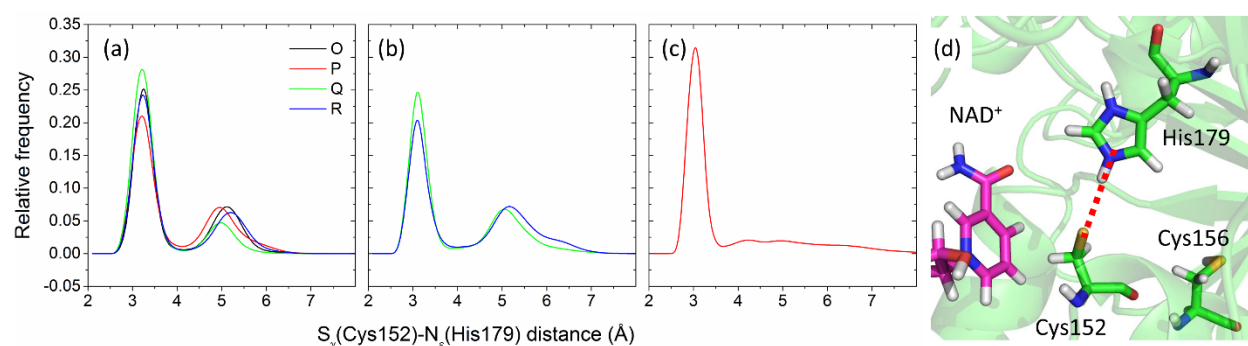 0.35
0.30
0.25
0.20
0.15
0.10
0.05
0.00
-0.05
Relative frequency
(a)
O
P
Q
R
2 3 4 5 6 7
(b)
2 3 4 5 6 7
(c)
2 3 4 5 6 7
Sγ(Cys152)-Nε(His179) distance (Å)
(d)
NAD+
His179
Cys156
Cys152